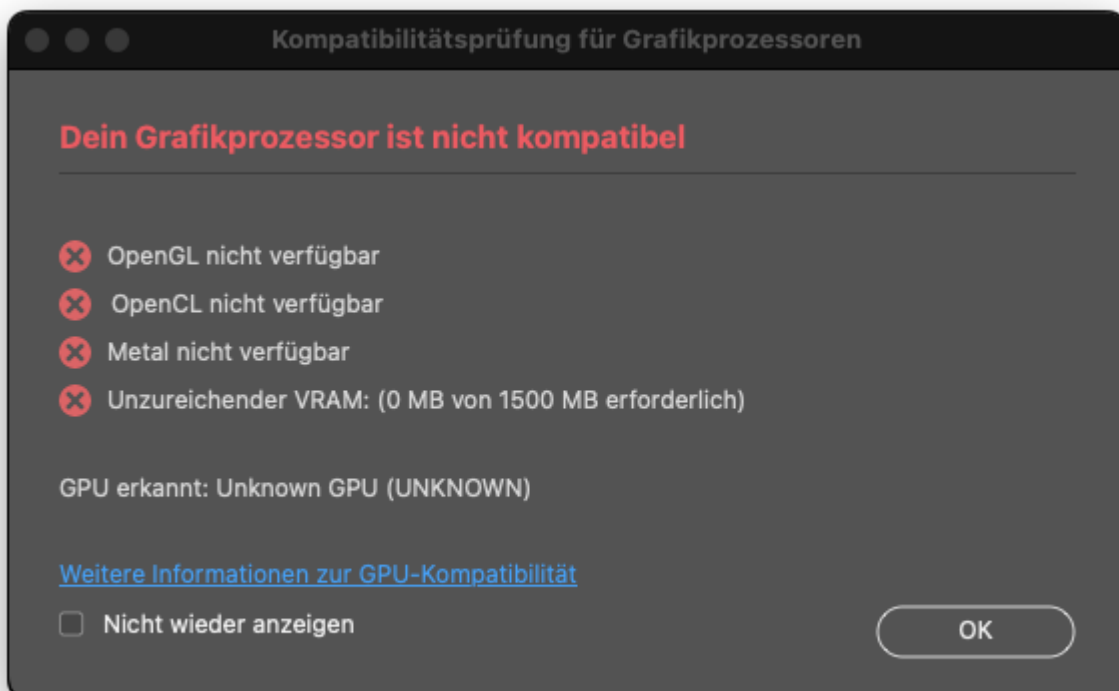 Kompatibilitätsprüfung für Grafikprozessoren
Dein Grafikprozessor ist nicht kompatibel
OpenGL nicht verfügbar
OpenCL nicht verfügbar
Metal nicht verfügbar
Unzureichender VRAM: (0 MB von 1500 MB erforderlich)
GPU erkannt: Unknown GPU (UNKNOWN)
Weitere Informationen zur GPU-Kompatibilität
Nicht wieder anzeigen
OK